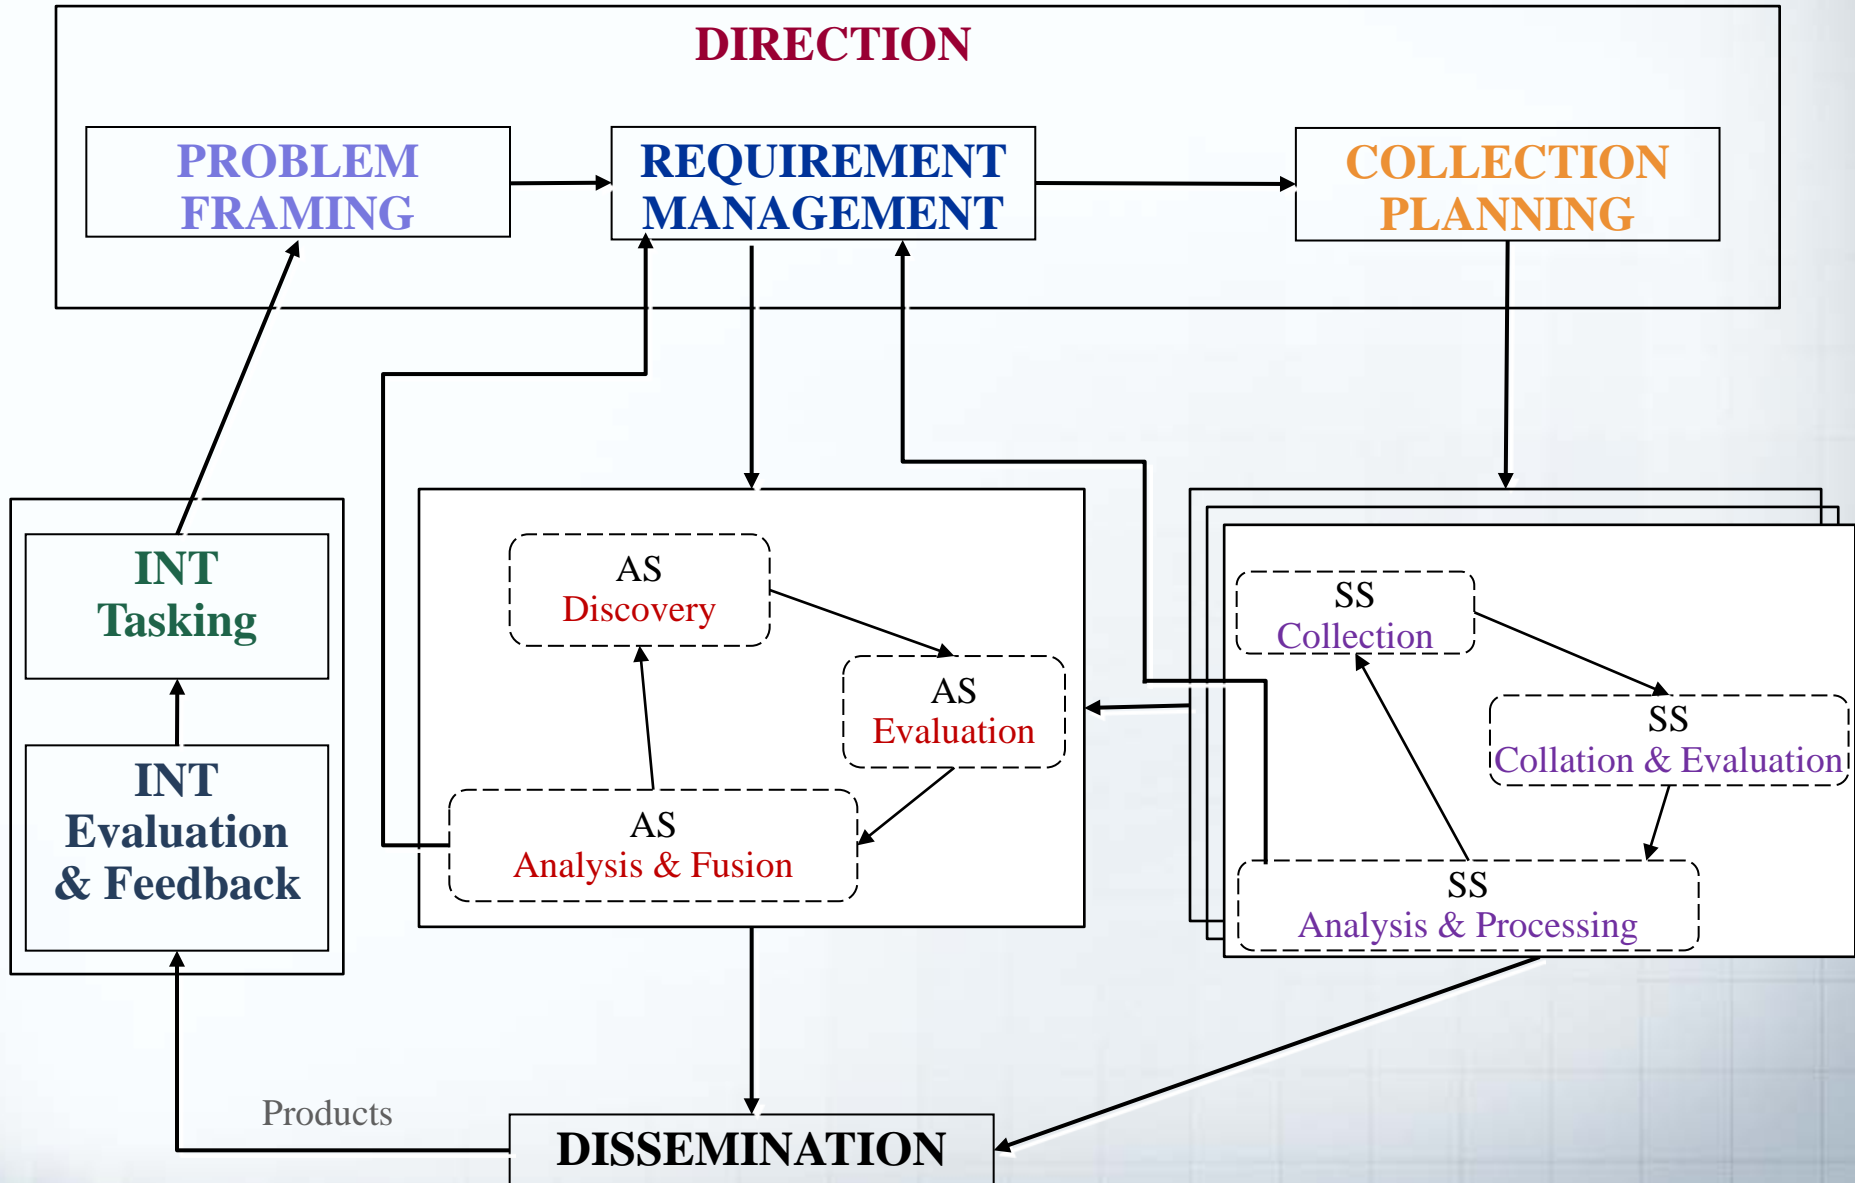 DIRECTION
PROBLEM
FRAMING
REQUIREMENT
MANAGEMENT
COLLECTION
PLANNING
INT
Tasking
INT
Evaluation
& Feedback
AS
Discovery
AS
Evaluation
AS
Analysis & Fusion
SS
Collection
SS
Collation & Evaluation
SS
Analysis & Processing
Products
DISSEMINATION